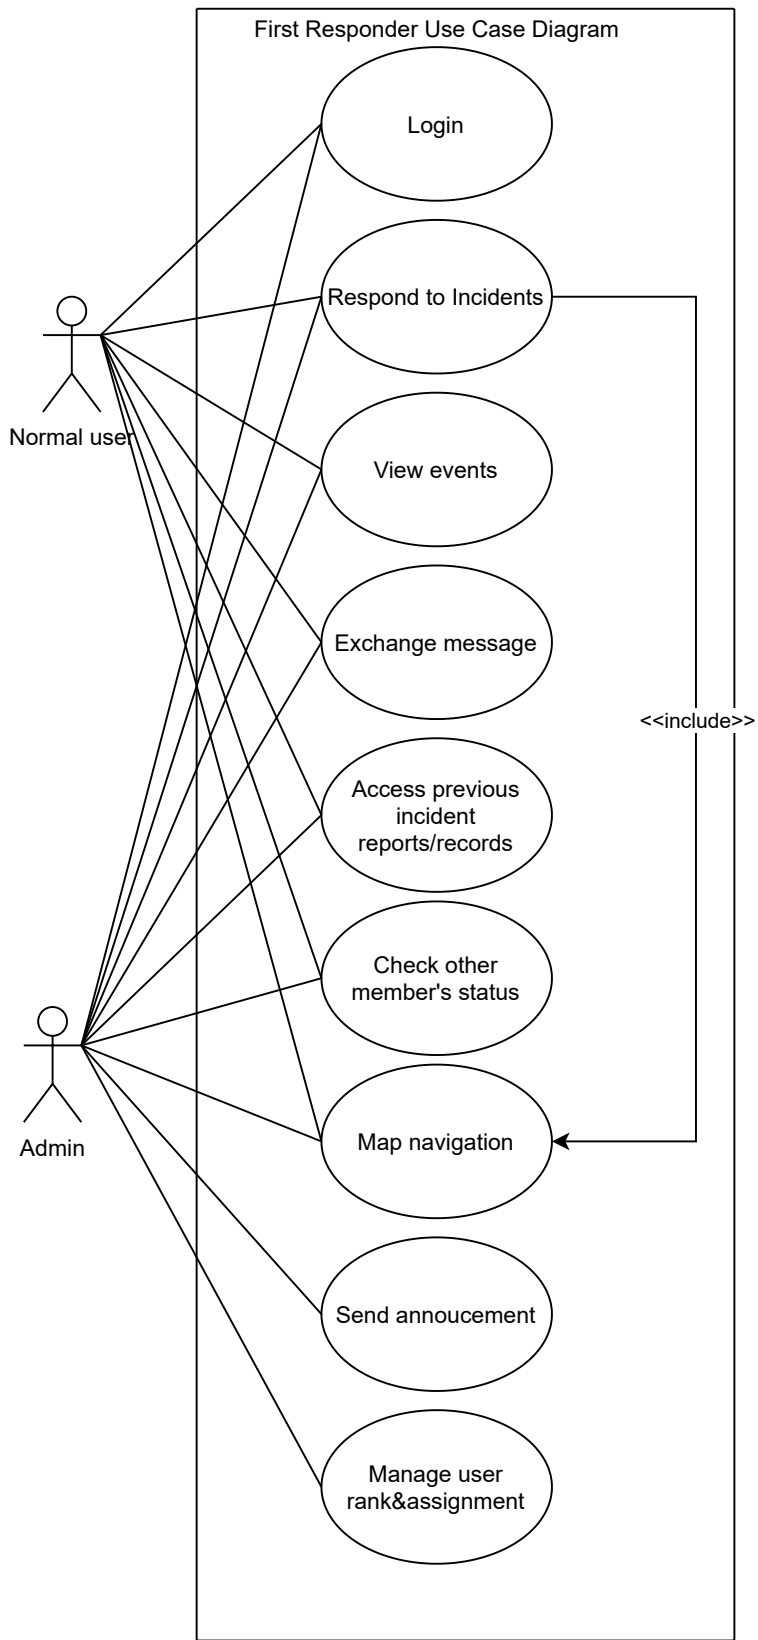 First Responder Use Case Diagram
Login
Respond to Incidents
Normal user
View events
Exchange message
<<include>>
Access previous
incident
reports/records
Check other
member's status
Admin
Map navigation
Send annoucement
Manage user
rank&assignment